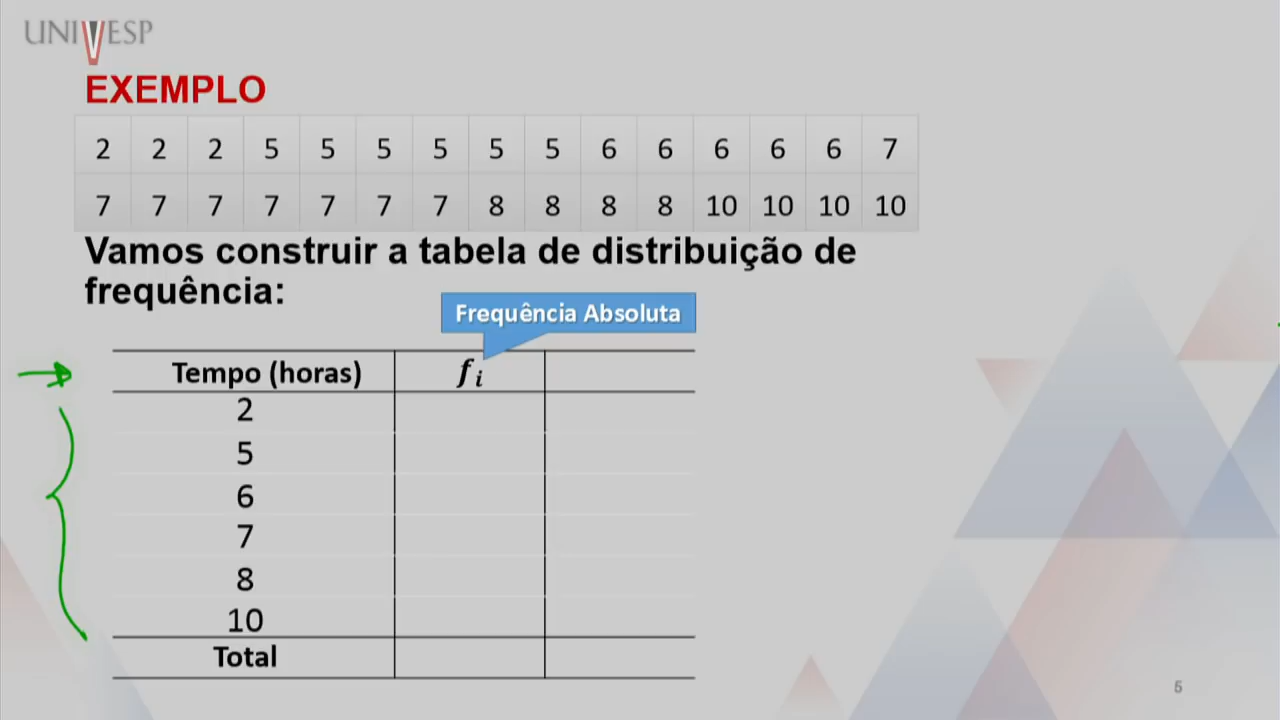 UNIVESP
EXEMPLO
2 2 2 5 5 5 5 5 5 6 6 6 6 6 7
7 7 7 7 7 7 7 8 8 8 8 10 10 10 10
Vamos construir a tabela de distribuição de
frequência:
Frequência Absoluta
Tempo (horas) fi
2
5
6
7
8
10
Total
5